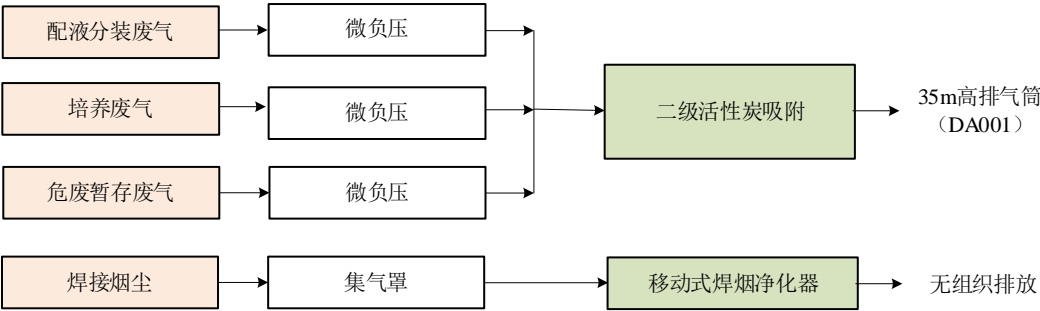 配液分装废气
微负压
培养废气
微负压
二级活性炭吸附
35m高排气筒
（DA001）
危废暂存废气
微负压
焊接烟尘
集气罩
移动式焊烟净化器
无组织排放